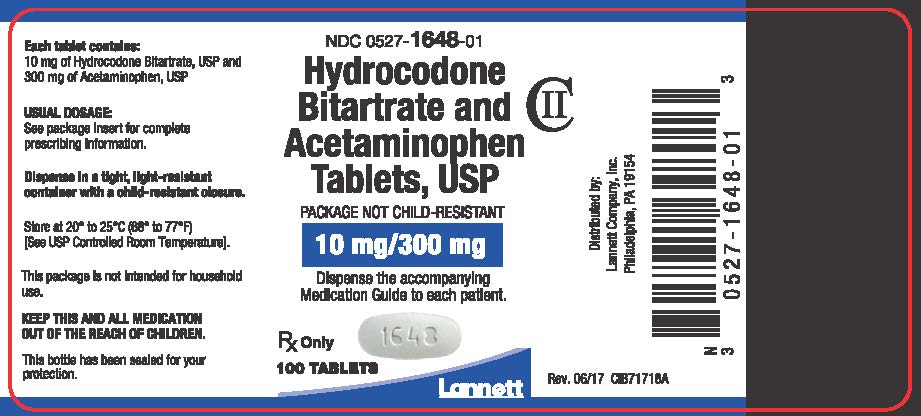 Each tablet contains:
10 mg of Hydrocodone Bitartrate, USP and
300 mg of Acetaminophen, USP
USUAL DOSAGE:
See package insert for complete
prescribing information.
Dispense in a tight, light-resistant
container with a child-resistant closure.
Store at 20° to 25°C (68° to 77°F)
[See USP Controlled Room Temperature].
This package is not intended for household
use.
KEEP THIS AND ALL MEDICATION
OUT OF THE REACH OF CHILDREN.
This bottle has been sealed for your
protection.
NDC 0527-1648-01
Hydrocodone
Bitartrate and
Acetaminophen
Tablets, USP
CII
PACKAGE NOT CHILD-RESISTANT
10 mg/300 mg
Dispense the accompanying
Medication Guide to each patient.
Rx Only
1648
100 TABLETS
Lannett
Distributed by:
Lannett Company, Inc.
Philadelphia, PA 19154
N
3
0527-1648-01
3
Rev. 06/17 CIB71718A